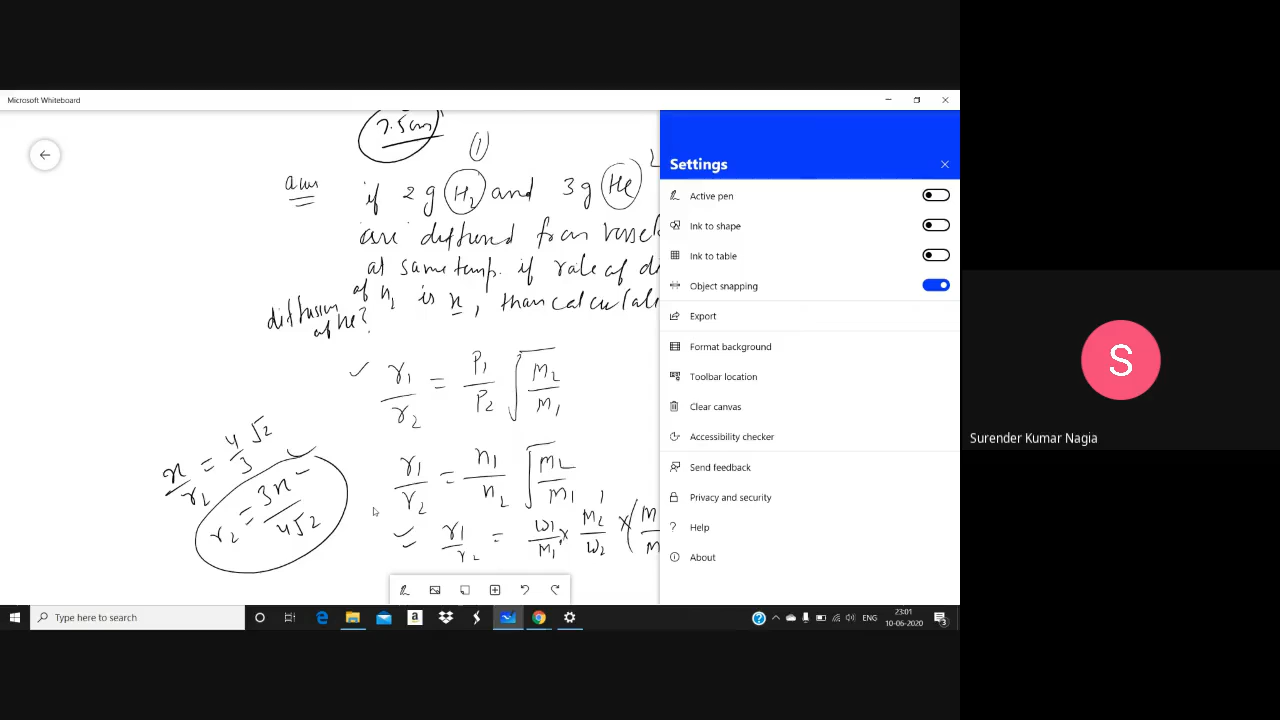 Microsoft Whiteboard
7.5cm
①
ans
if 2 g H₂ and 3 g He
are diffused from vessel
at same temp. if rate of d
diffusion of H₂ is x, than calculate
diffusion of He?
r₁/r₂ = P₁/P₂ √M₂/M₁
r₁/r₂ = n₁/n₂ √M₂/M₁
r₁/r₂ = w₁/M₁ × M₂/w₂ × (M
x/r₂ = 4/3 √2
r₂ = 3x/4√2
Settings
Active pen
Ink to shape
Ink to table
Object snapping
Export
Format background
Toolbar location
Clear canvas
Accessibility checker
Send feedback
Privacy and security
Help
About
S
Surender Kumar Nagia
Type here to search
ENG
23:01
10-06-2020